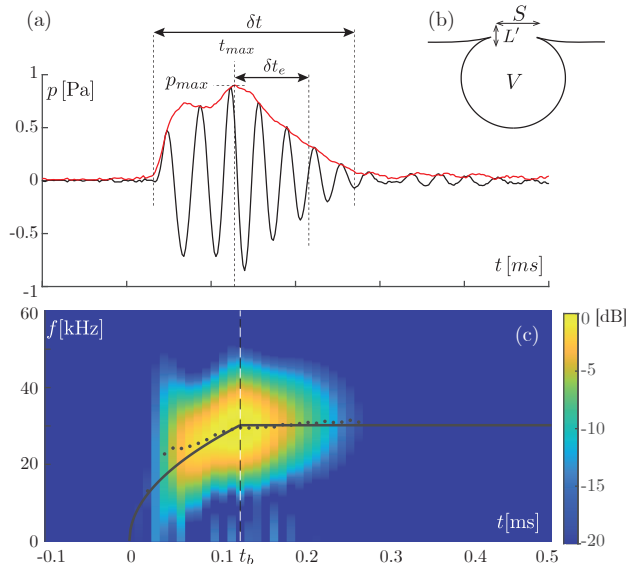 (a)
δt
t_max
p_max
δt_e
p [Pa]
1
0.5
0
-0.5
-1
t [ms]
(b)
S
L′
V
f [kHz]
(c)
60
40
20
0
-0.1 0 0.1 t_b 0.2 0.3 0.4 0.5
t [ms]
0 [dB]
-5
-10
-15
-20